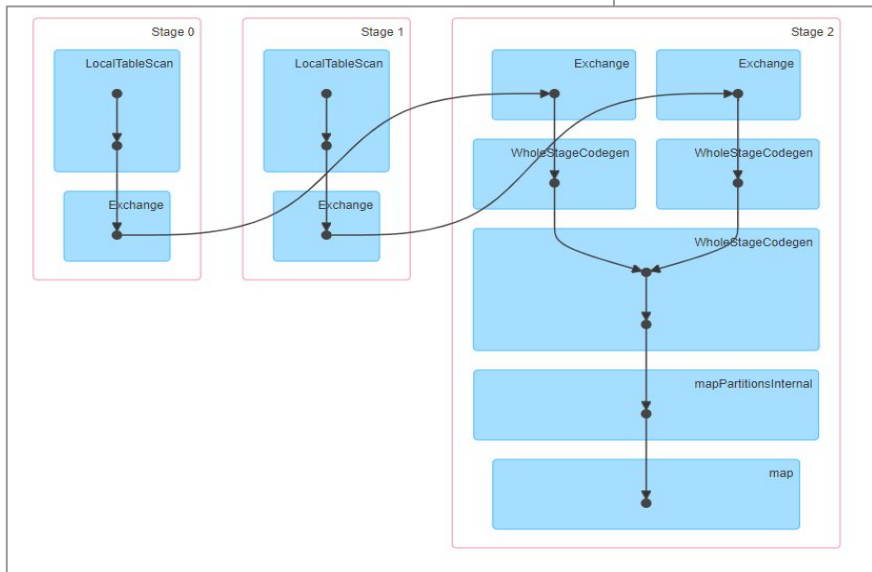 Stage 0
LocalTableScan
Exchange
Stage 1
LocalTableScan
Exchange
Stage 2
Exchange
Exchange
WholeStageCodegen
WholeStageCodegen
WholeStageCodegen
mapPartitionsInternal
map